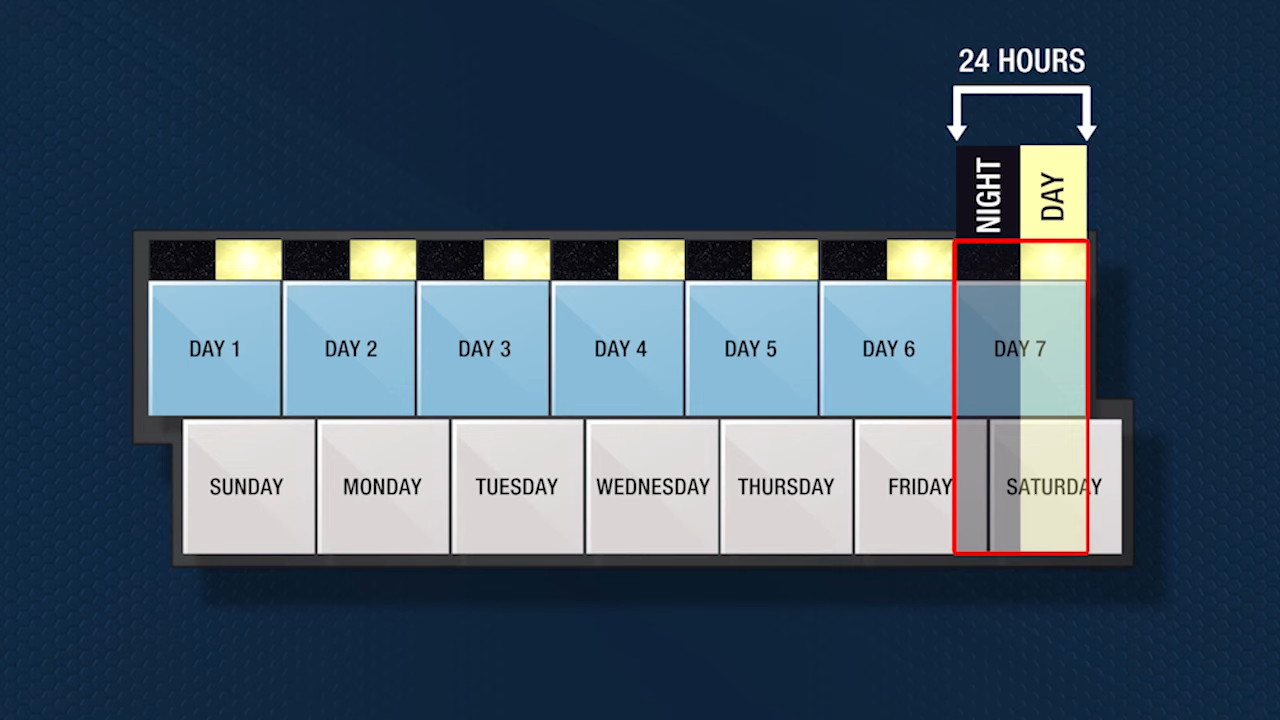 24 HOURS
NIGHT
DAY
DAY 1
DAY 2
DAY 3
DAY 4
DAY 5
DAY 6
DAY 7
SUNDAY
MONDAY
TUESDAY
WEDNESDAY
THURSDAY
FRIDAY
SATURDAY